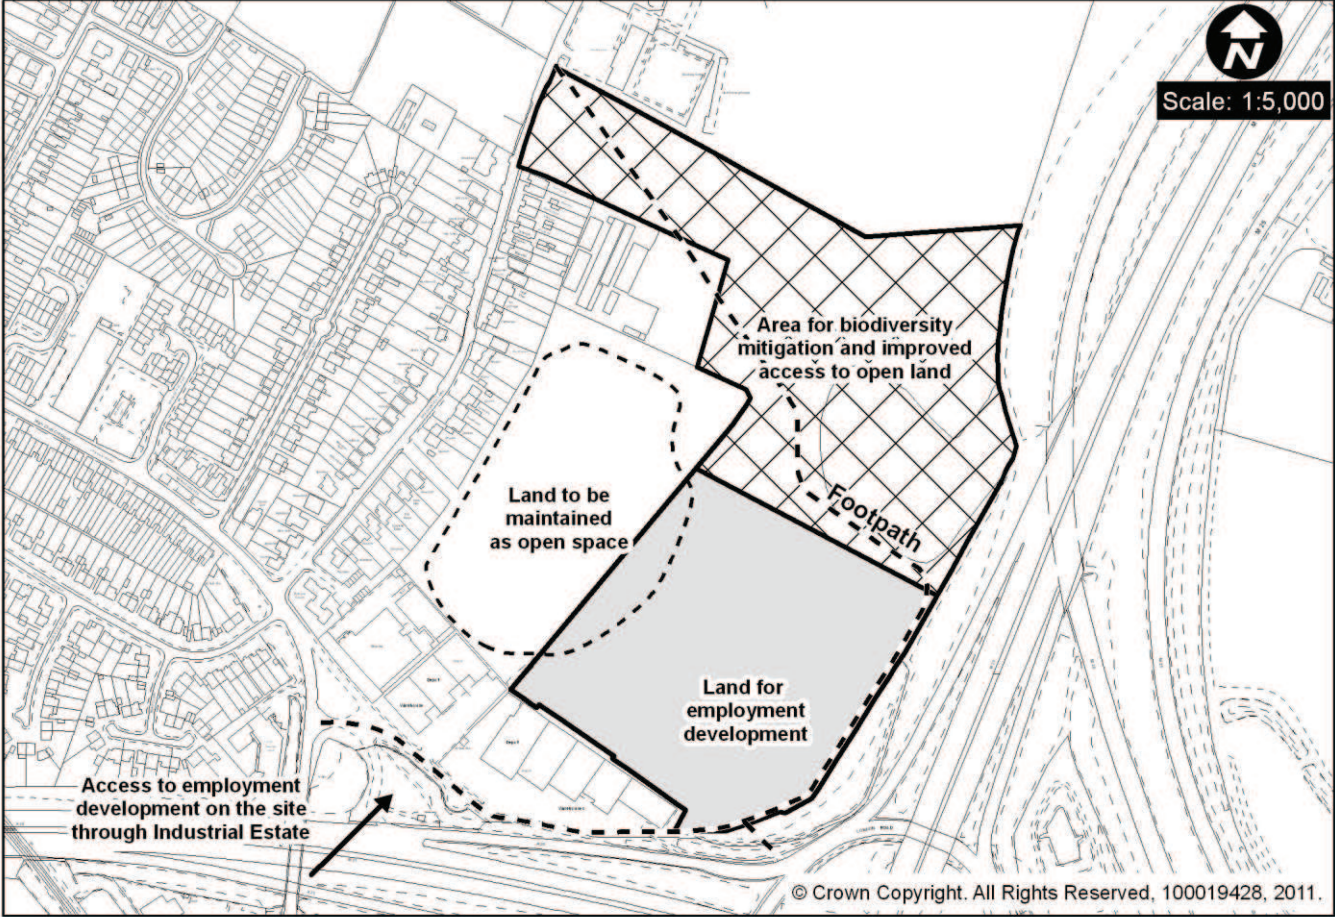 N
Scale: 1:5,000
M 25
Area for biodiversity
mitigation and improved
access to open land
Land to be
maintained
as open space
Footpath
Land for
employment
development
Access to employment
development on the site
through Industrial Estate
© Crown Copyright. All Rights Reserved, 100019428, 2011.